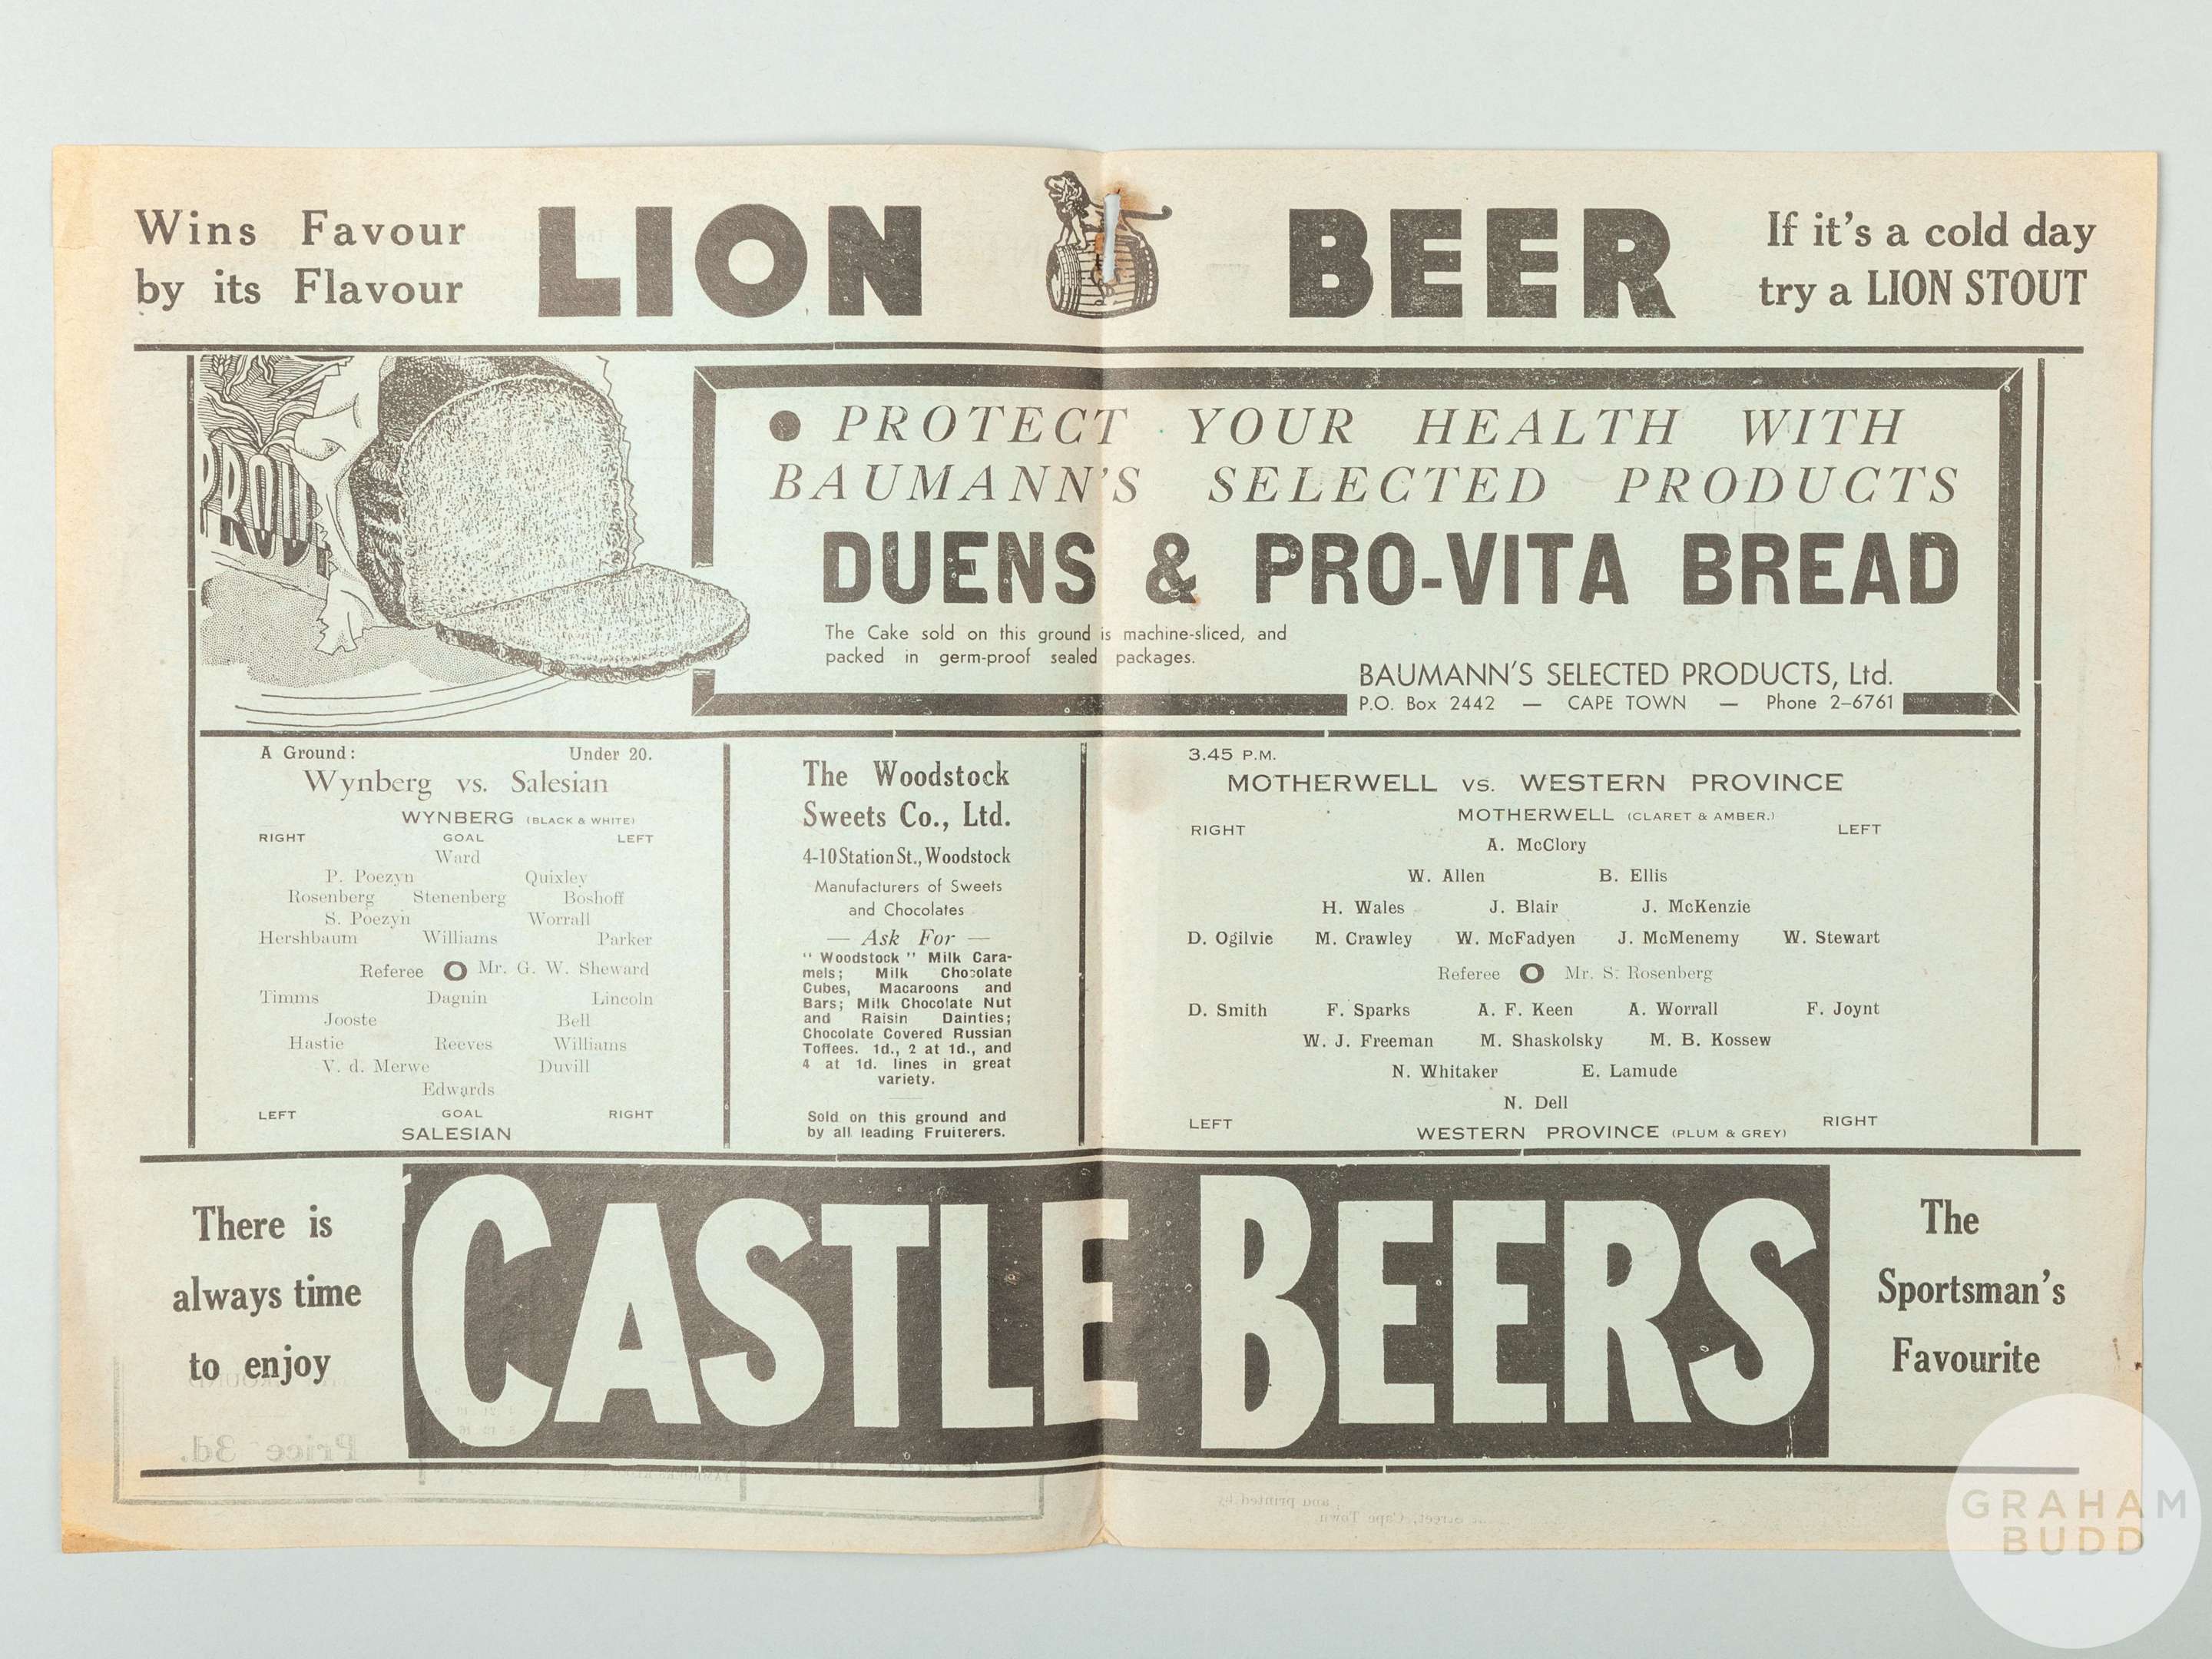 Wins Favour
by its Flavour
LION BEER
If it's a cold day
try a LION STOUT
PROVI
● PROTECT YOUR HEALTH WITH
BAUMANN'S SELECTED PRODUCTS
DUENS & PRO-VITA BREAD
The Cake sold on this ground is machine-sliced, and
packed in germ-proof sealed packages.
BAUMANN'S SELECTED PRODUCTS, Ltd.
P.O. Box 2442 — CAPE TOWN — Phone 2-6761
A Ground: Under 20.
Wynberg vs. Salesian
WYNBERG (BLACK & WHITE)
RIGHT GOAL LEFT
Ward
P. Poezyn Quixley
Rosenberg Stenenberg Boshoff
S. Poezyn Worrall
Hershbaum Williams Parker
Referee O Mr. G. W. Sheward
Timms Dagnin Lincoln
Jooste Bell
Hastie Reeves Williams
V. d. Merwe Duvill
Edwards
LEFT GOAL RIGHT
SALESIAN
The Woodstock
Sweets Co., Ltd.
4-10 Station St., Woodstock
Manufacturers of Sweets
and Chocolates
— Ask For —
" Woodstock " Milk Cara-
mels; Milk Chocolate
Cubes, Macaroons and
Bars; Milk Chocolate Nut
and Raisin Dainties;
Chocolate Covered Russian
Toffees. 1d., 2 at 1d., and
4 at 1d. lines in great
variety.
Sold on this ground and
by all leading Fruiterers.
3.45 P.M.
MOTHERWELL vs. WESTERN PROVINCE
MOTHERWELL (CLARET & AMBER.)
RIGHT LEFT
A. McClory
W. Allen B. Ellis
H. Wales J. Blair J. McKenzie
D. Ogilvie M. Crawley W. McFadyen J. McMenemy W. Stewart
Referee O Mr. S. Rosenberg
D. Smith F. Sparks A. F. Keen A. Worrall F. Joynt
W. J. Freeman M. Shaskolsky M. B. Kossew
N. Whitaker E. Lamude
N. Dell
LEFT RIGHT
WESTERN PROVINCE (PLUM & GREY)
There is
always time
to enjoy
CASTLE BEERS
The
Sportsman's
Favourite
Price 3d.
GRAHAM
BUDD